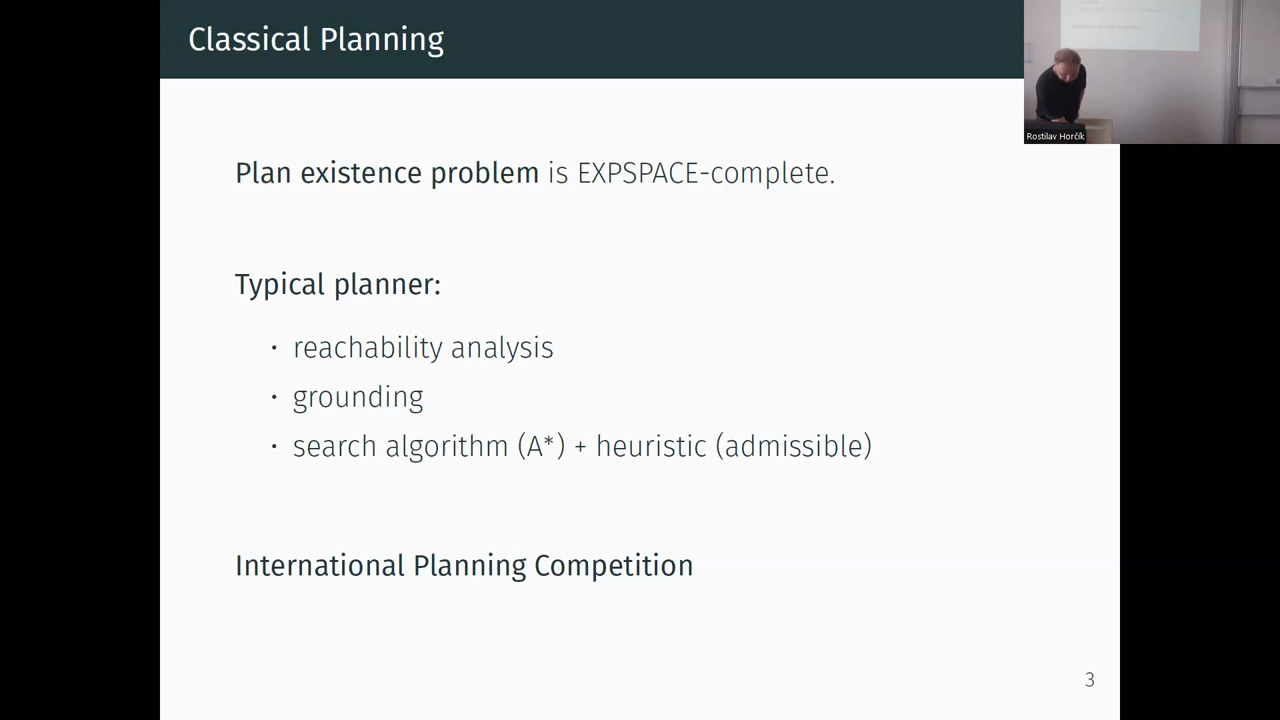 Classical Planning
Rostilav Horčík
Plan existence problem is EXPSPACE-complete.
Typical planner:
• reachability analysis
• grounding
• search algorithm (A*) + heuristic (admissible)
International Planning Competition
3